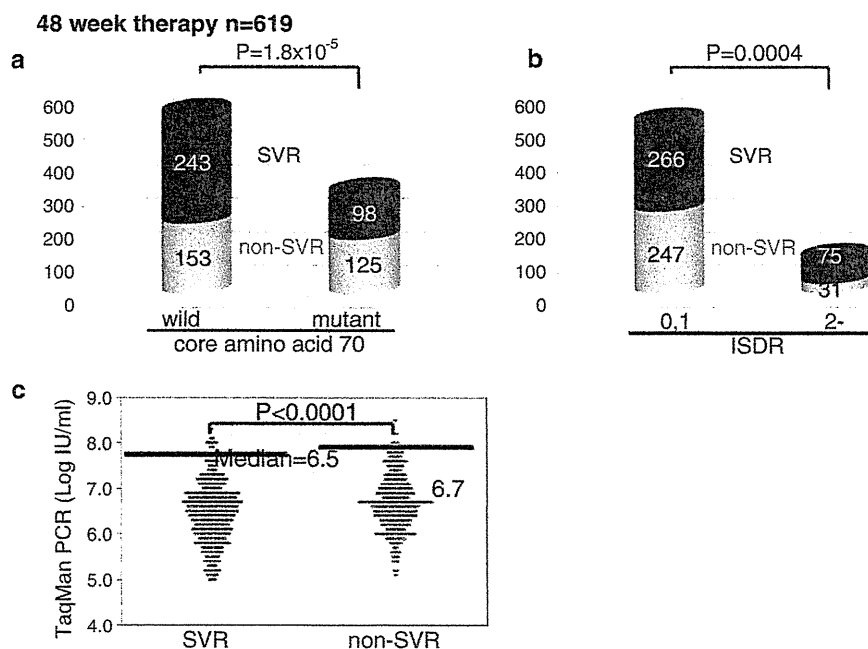 48 week therapy n=619
a
P=1.8x10-5
600
500
400
300
200
100
0
243
SVR
153
non-SVR
98
125
wild
mutant
core amino acid 70
b
P=0.0004
600
500
400
300
200
100
0
266
SVR
247
non-SVR
75
31
0,1
2-
ISDR
c
TaqMan PCR (Log IU/ml)
9.0
8.0
7.0
6.0
5.0
4.0
P<0.0001
Median=6.5
6.7
SVR
non-SVR